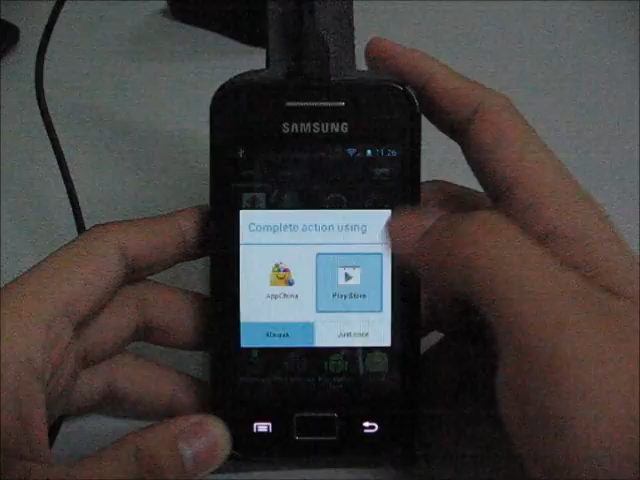 SAMSUNG
11:26
Complete action using
AppChina
Play Store
Always
Just once